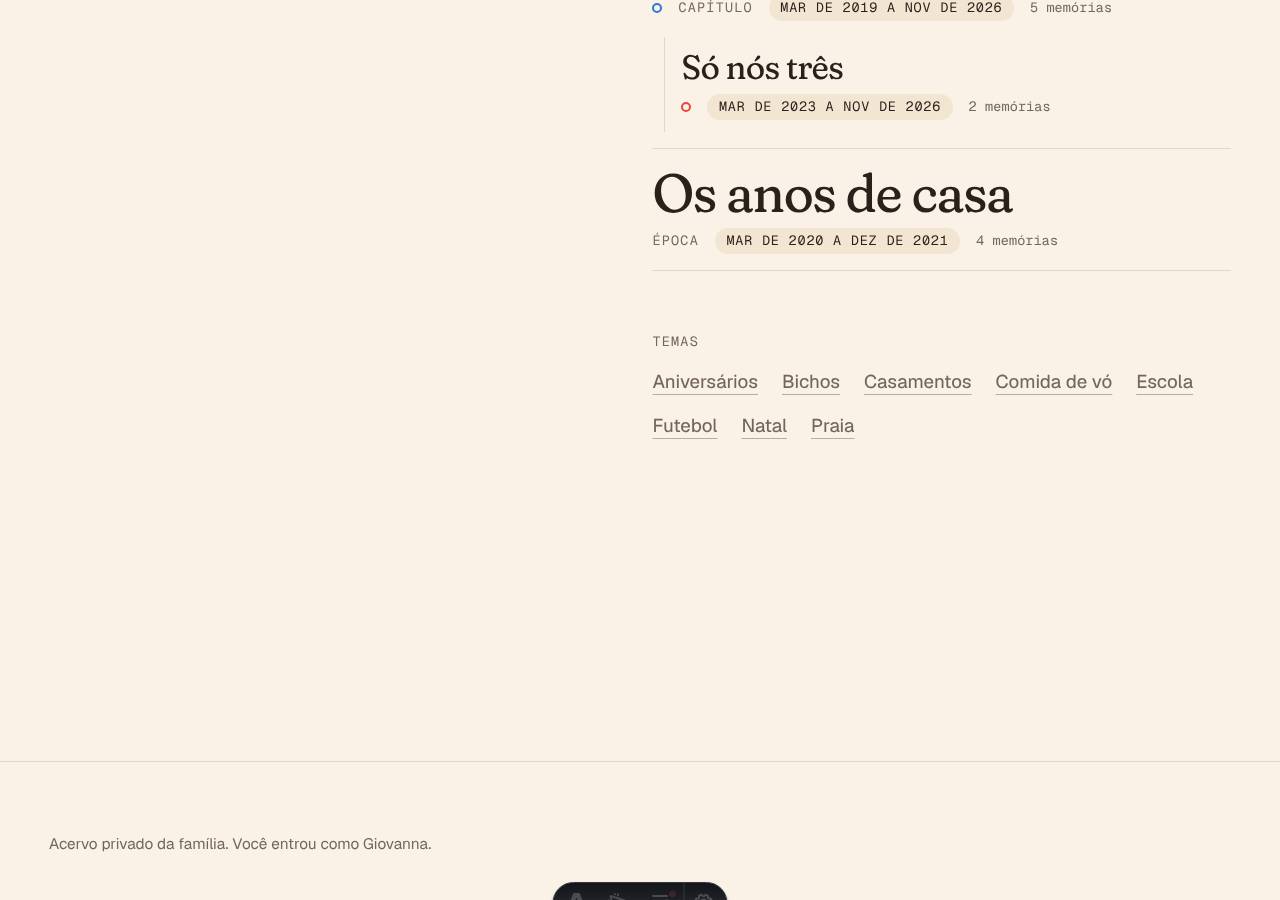 CAPÍTULO MAR DE 2019 A NOV DE 2026 5 memórias
Só nós três
MAR DE 2023 A NOV DE 2026 2 memórias
Os anos de casa
ÉPOCA MAR DE 2020 A DEZ DE 2021 4 memórias
TEMAS
Aniversários Bichos Casamentos Comida de vó Escola
Futebol Natal Praia
Acervo privado da família. Você entrou como Giovanna.